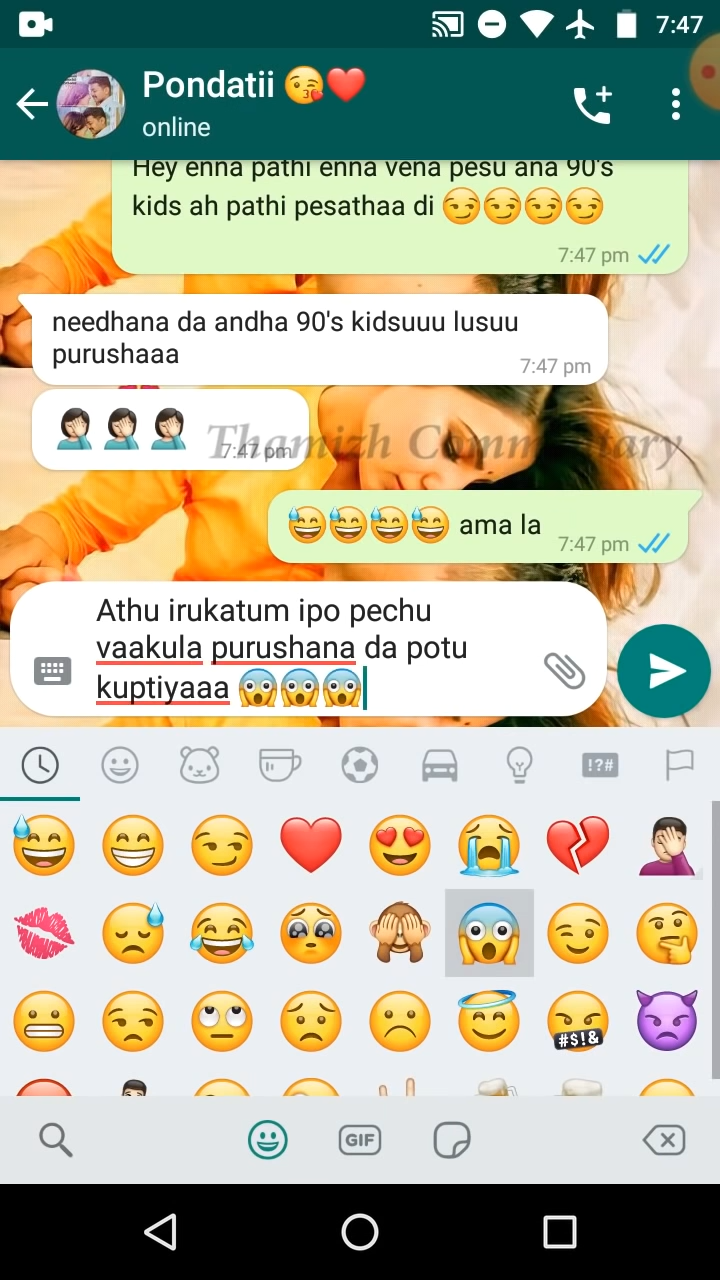 7:47
Pondatii 😘❤️
online
Hey enna pathi enna vena pesu ana 90's
kids ah pathi pesathaa di 😏😏😏😏
7:47 pm
needhana da andha 90's kidsuuu lusuu
purushaaa
7:47 pm
🤦🏻‍♀️🤦🏻‍♀️🤦🏻‍♀️
7:47 pm
Thamizh Commentary
😅😅😅😅 ama la
7:47 pm
Athu irukatum ipo pechu
vaakula purushana da potu
kuptiyaaa 😱😱😱
!?#
#$!&
GIF